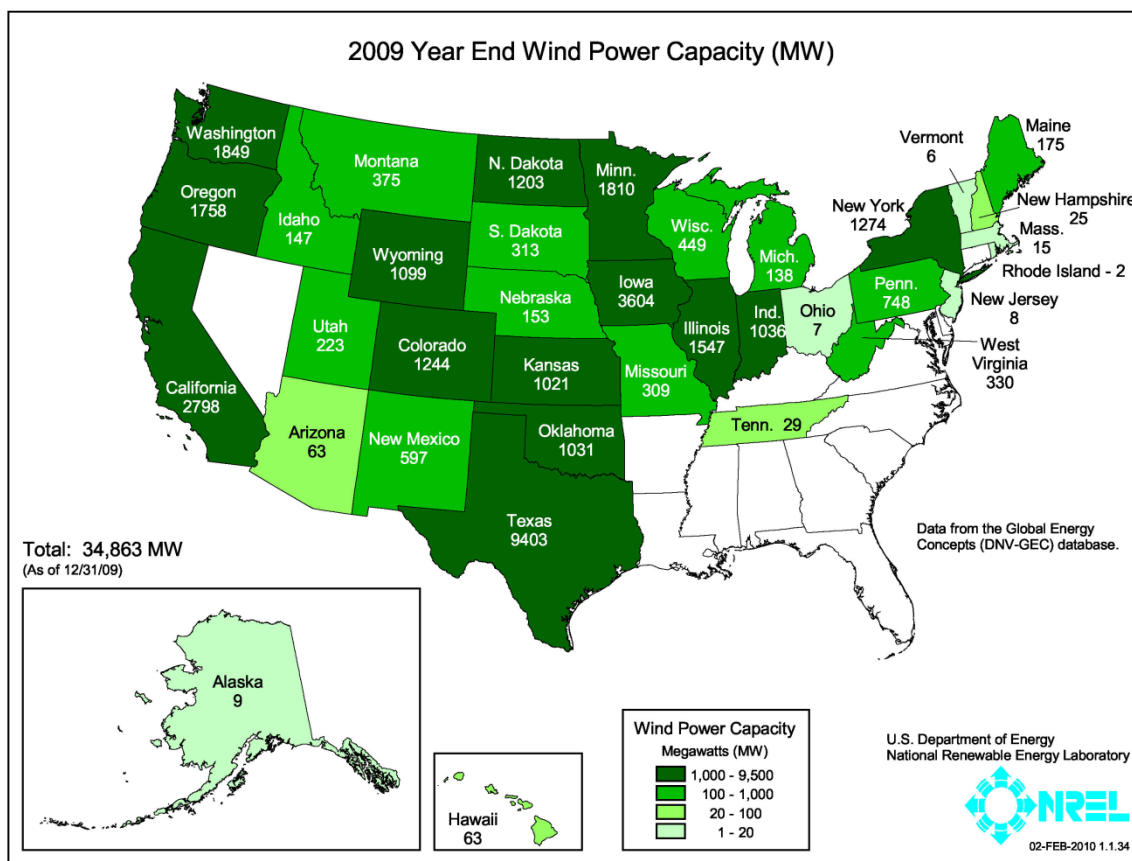 2009 Year End Wind Power Capacity (MW)
Washington
1849
Oregon
1758
California
2798
Idaho
147
Montana
375
Wyoming
1099
Utah
223
Colorado
1244
Arizona
63
New Mexico
597
N. Dakota
1203
S. Dakota
313
Nebraska
153
Kansas
1021
Oklahoma
1031
Texas
9403
Minn.
1810
Iowa
3604
Missouri
309
Wisc.
449
Illinois
1547
Mich.
138
Ind.
1036
Ohio
7
Tenn. 29
Vermont
6
Maine
175
New York
1274
New Hampshire
25
Mass.
15
Rhode Island - 2
Penn.
748
New Jersey
8
West
Virginia
330
Data from the Global Energy
Concepts (DNV-GEC) database.
Total: 34,863 MW
(As of 12/31/09)
Alaska
9
Hawaii
63
Wind Power Capacity
Megawatts (MW)
1,000 - 9,500
100 - 1,000
20 - 100
1 - 20
U.S. Department of Energy
National Renewable Energy Laboratory
NREL
02-FEB-2010 1.1.34